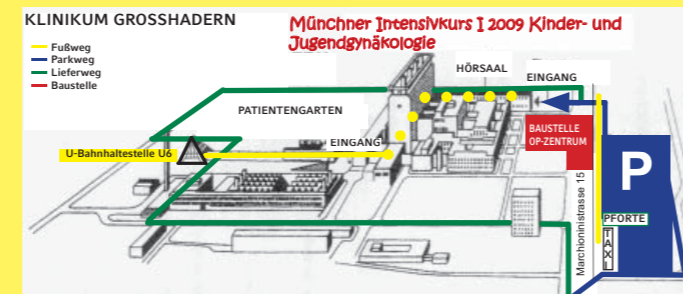 KLINIKUM GROSSHADERN
Münchner Intensivkurs I 2009 Kinder- und
Jugendgynäkologie
Fußweg
Parkweg
Lieferweg
Baustelle
HÖRSAAL
EINGANG
PATIENTENGARTEN
EINGANG
BAUSTELLE
OP-ZENTRUM
U-Bahnhaltestelle U6
P
Marchioninistrasse 15
PFORTE
TAXI